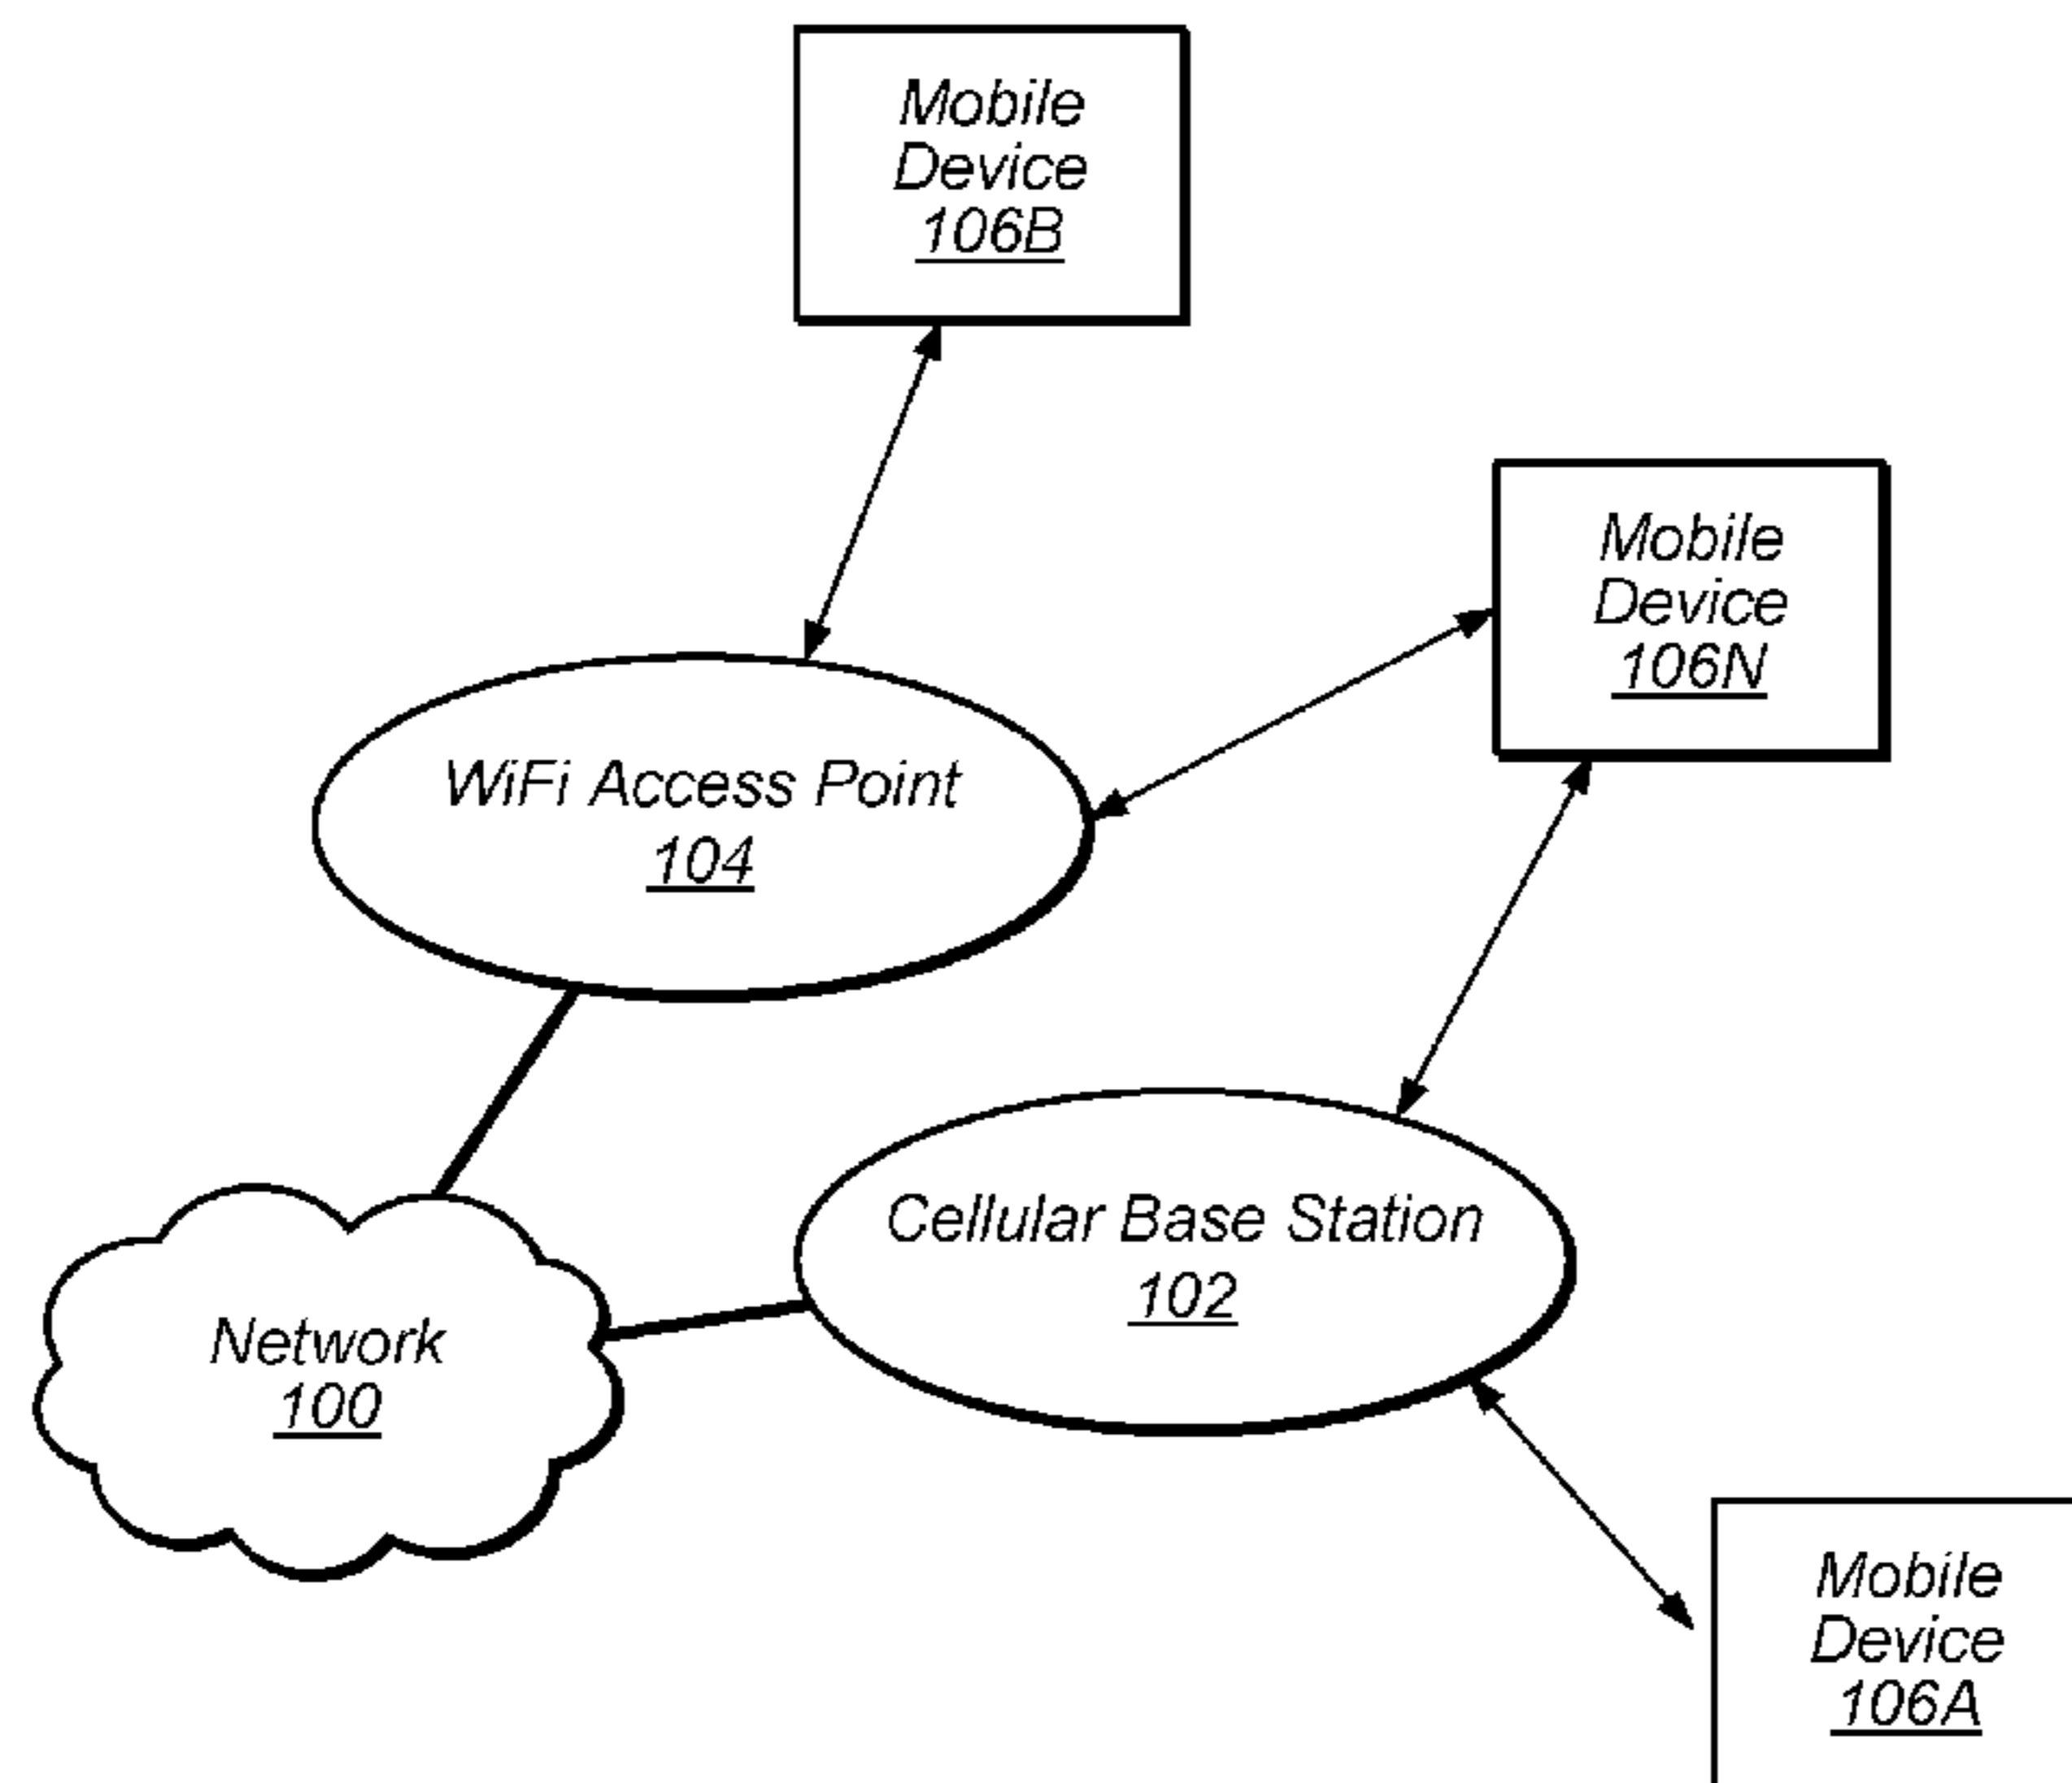 Mobile
Device
106B
Mobile
Device
106N
WiFi Access Point
104
Cellular Base Station
102
Network
100
Mobile
Device
106A